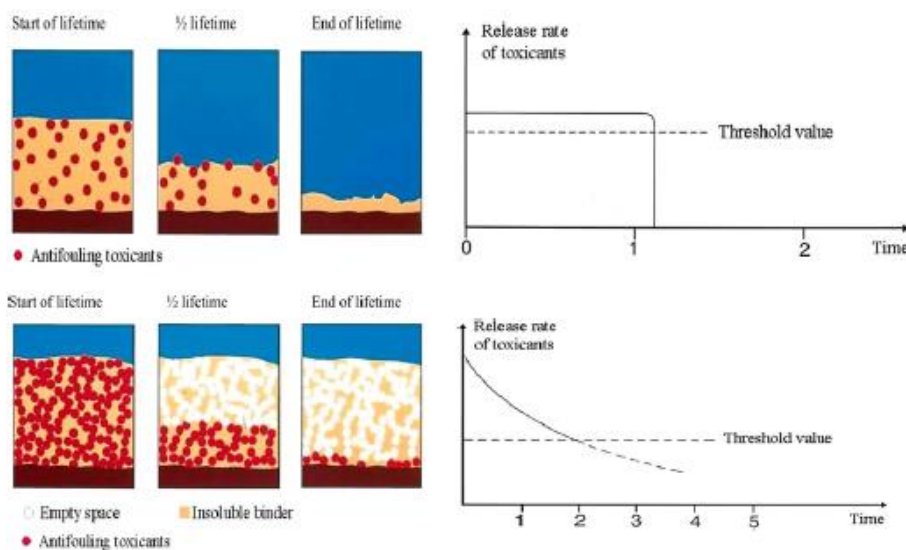 Start of lifetime
½ lifetime
End of lifetime
Release rate
of toxicants
Threshold value
0
1
2
Time
Antifouling toxicants
Start of lifetime
½ lifetime
End of lifetime
Release rate
of toxicants
Threshold value
1
2
3
4
5
Time
Empty space
Insoluble binder
Antifouling toxicants